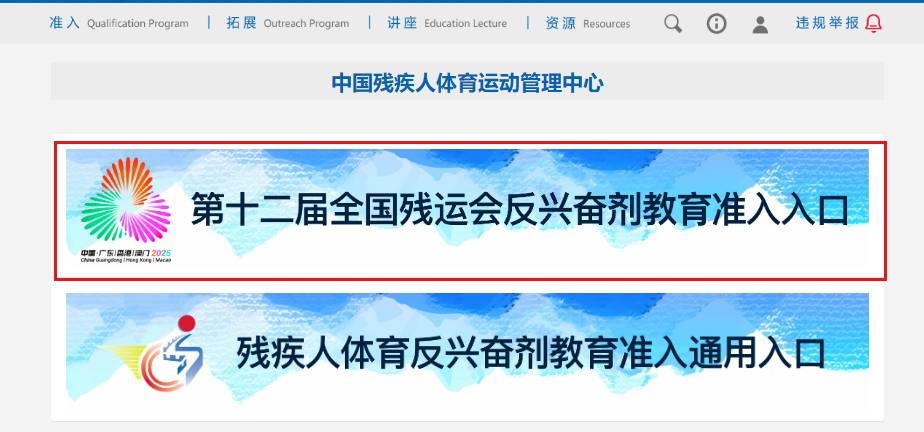 准入 Qualification Program | 拓展 Outreach Program | 讲座 Education Lecture | 资源 Resources 违规举报
中国残疾人体育运动管理中心
第十二届全国残运会反兴奋剂教育准入入口
中国·广东|香港|澳门 2025
China·Guangdong | Hong Kong | Macao
残疾人体育反兴奋剂教育准入通用入口